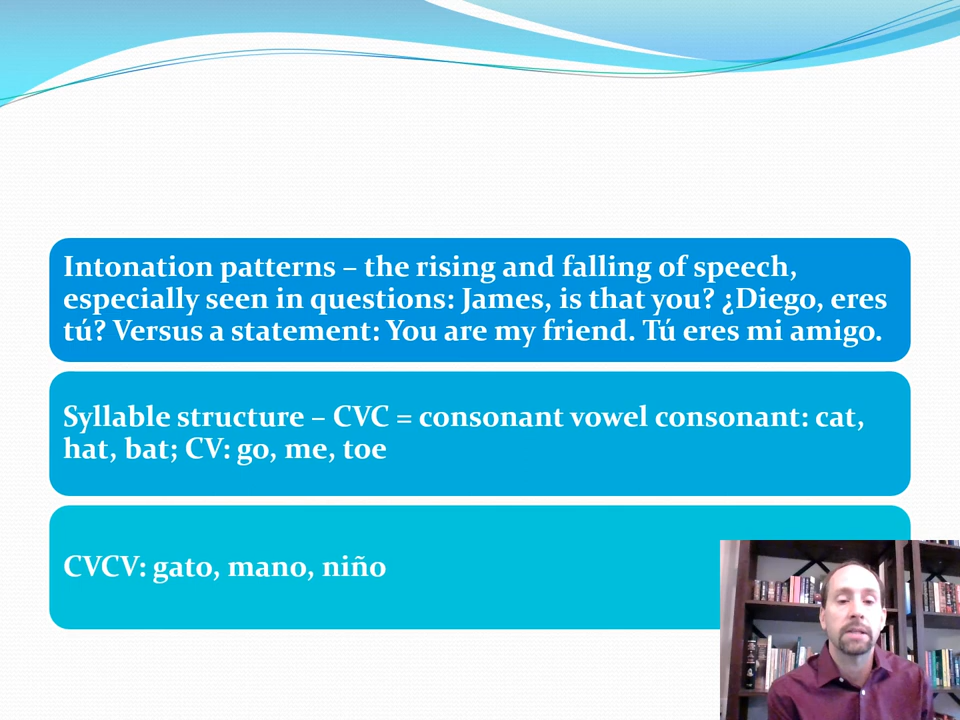 Intonation patterns – the rising and falling of speech,
especially seen in questions: James, is that you? ¿Diego, eres
tú? Versus a statement: You are my friend. Tú eres mi amigo.
Syllable structure – CVC = consonant vowel consonant: cat,
hat, bat; CV: go, me, toe
CVCV: gato, mano, niño